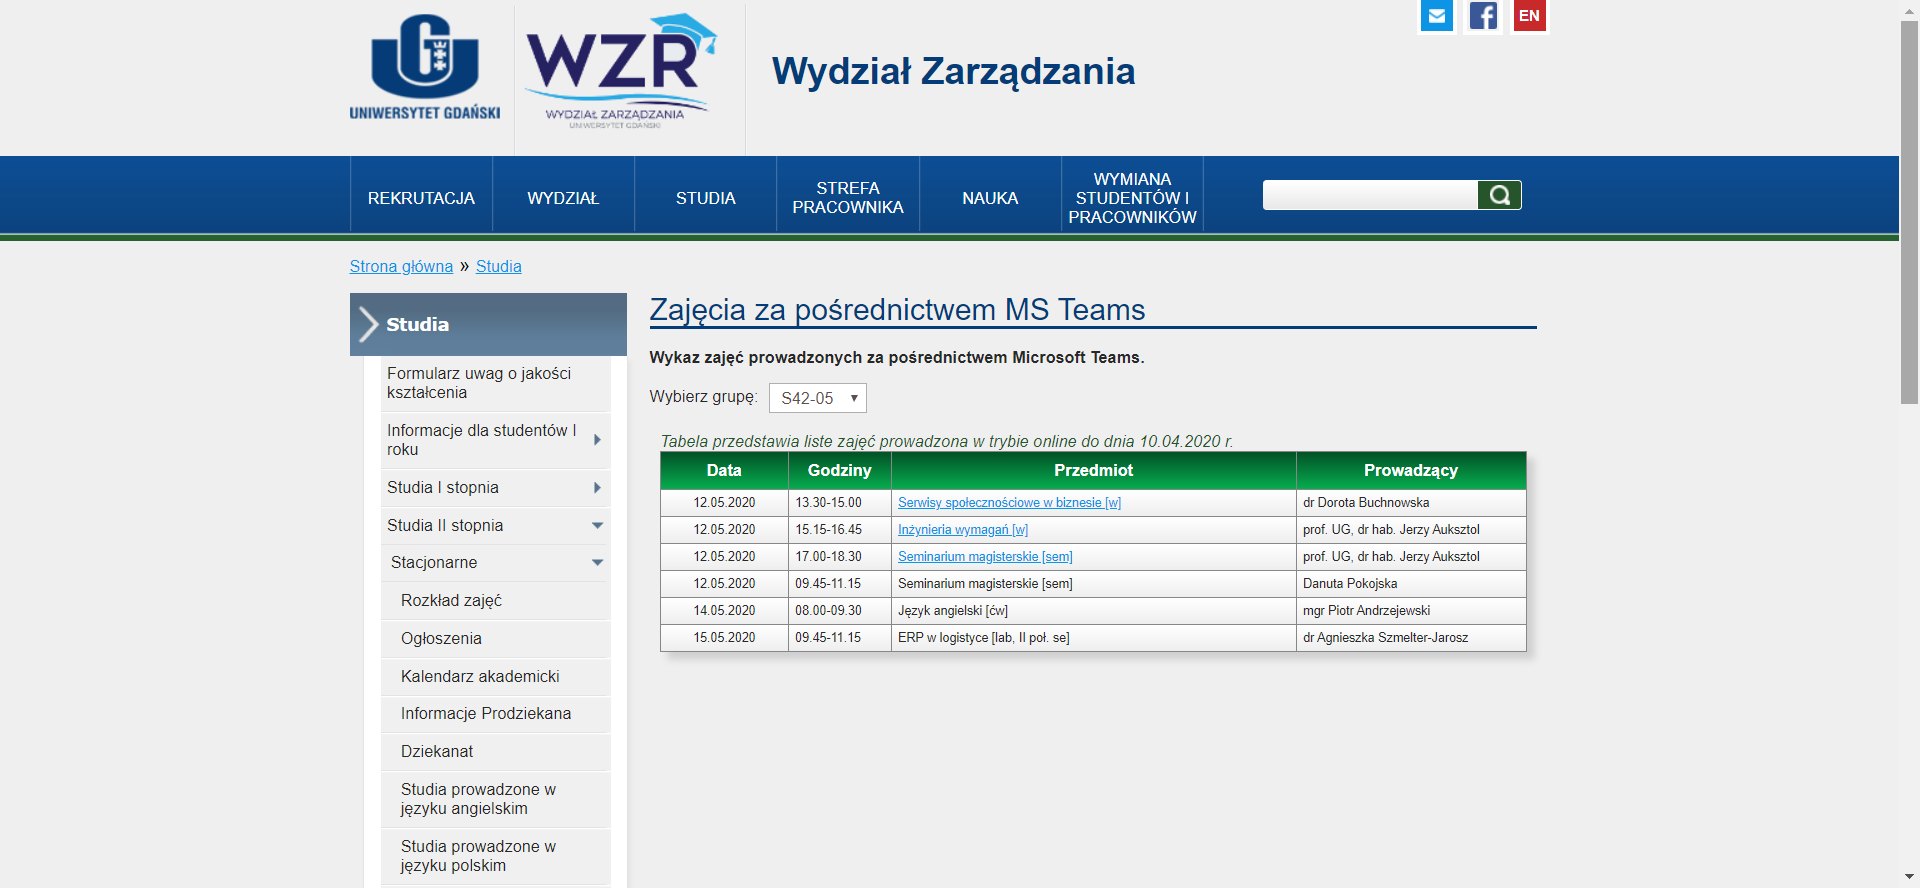 UNIWERSYTET GDAŃSKI
WZR
WYDZIAŁ ZARZĄDZANIA
UNIWERSYTET GDAŃSKI
Wydział Zarządzania
EN
REKRUTACJA
WYDZIAŁ
STUDIA
STREFA
PRACOWNIKA
NAUKA
WYMIANA
STUDENTÓW I
PRACOWNIKÓW
Strona główna » Studia
Studia
Formularz uwag o jakości
kształcenia
Informacje dla studentów I
roku
Studia I stopnia
Studia II stopnia
Stacjonarne
Rozkład zajęć
Ogłoszenia
Kalendarz akademicki
Informacje Prodziekana
Dziekanat
Studia prowadzone w
języku angielskim
Studia prowadzone w
języku polskim
Zajęcia za pośrednictwem MS Teams
Wykaz zajęć prowadzonych za pośrednictwem Microsoft Teams.
Wybierz grupę: S42-05
Tabela przedstawia liste zajęć prowadzona w trybie online do dnia 10.04.2020 r.
Data Godziny Przedmiot Prowadzący
12.05.2020 13.30-15.00 Serwisy społecznościowe w biznesie [w] dr Dorota Buchnowska
12.05.2020 15.15-16.45 Inżynieria wymagań [w] prof. UG, dr hab. Jerzy Auksztol
12.05.2020 17.00-18.30 Seminarium magisterskie [sem] prof. UG, dr hab. Jerzy Auksztol
12.05.2020 09.45-11.15 Seminarium magisterskie [sem] Danuta Pokojska
14.05.2020 08.00-09.30 Język angielski [ćw] mgr Piotr Andrzejewski
15.05.2020 09.45-11.15 ERP w logistyce [lab, II poł. se] dr Agnieszka Szmelter-Jarosz